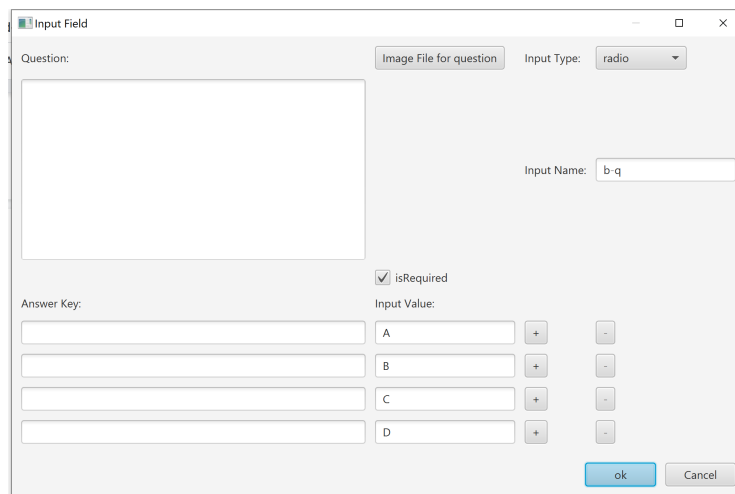 Input Field
Question:
Image File for question
Input Type:
radio
Input Name:
b-q
isRequired
Answer Key:
Input Value:
A
+
-
B
+
-
C
+
-
D
+
-
ok
Cancel